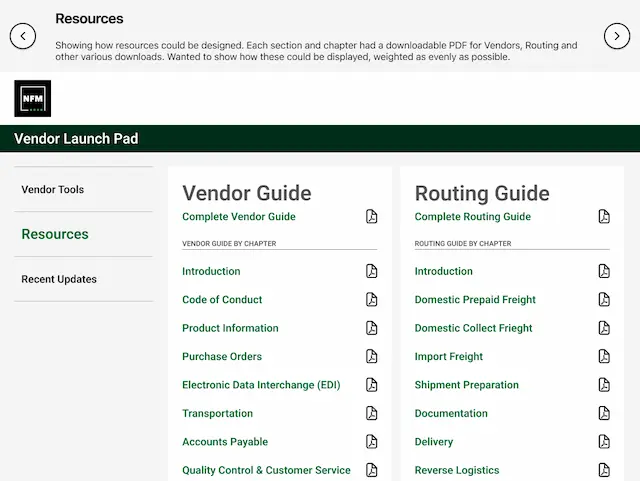 Resources
Showing how resources could be designed. Each section and chapter had a downloadable PDF for Vendors, Routing and
other various downloads. Wanted to show how these could be displayed, weighted as evenly as possible.
NFM
Vendor Launch Pad
Vendor Tools
Resources
Recent Updates
Vendor Guide
Complete Vendor Guide
VENDOR GUIDE BY CHAPTER
Introduction
Code of Conduct
Product Information
Purchase Orders
Electronic Data Interchange (EDI)
Transportation
Accounts Payable
Quality Control & Customer Service
Routing Guide
Complete Routing Guide
ROUTING GUIDE BY CHAPTER
Introduction
Domestic Prepaid Freight
Domestic Collect Frieght
Import Freight
Shipment Preparation
Documentation
Delivery
Reverse Logistics